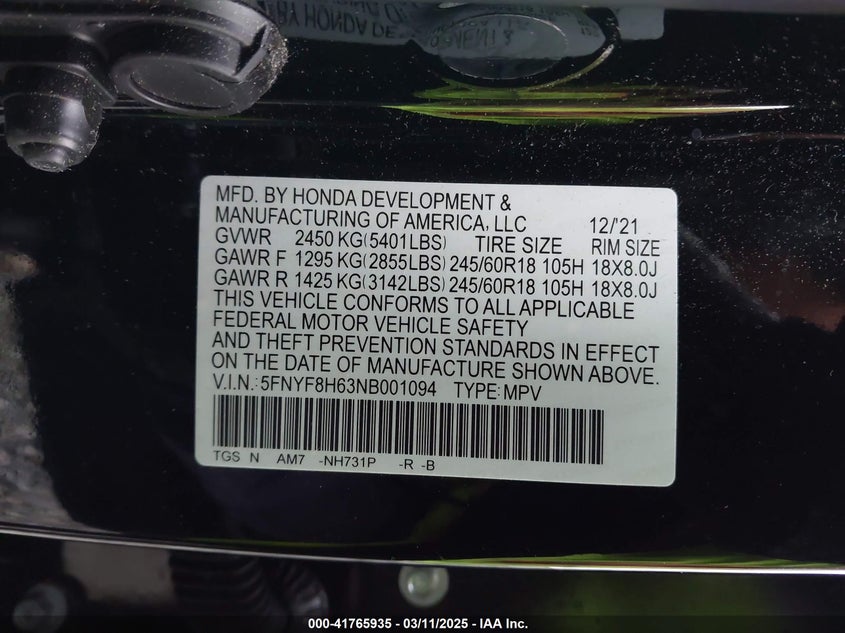 MFD. BY HONDA DEVELOPMENT &
MANUFACTURING OF AMERICA, LLC 12/'21
GVWR 2450 KG(5401LBS) TIRE SIZE RIM SIZE
GAWR F 1295 KG(2855LBS) 245/60R18 105H 18X8.0J
GAWR R 1425 KG(3142LBS) 245/60R18 105H 18X8.0J
THIS VEHICLE CONFORMS TO ALL APPLICABLE
FEDERAL MOTOR VEHICLE SAFETY
AND THEFT PREVENTION STANDARDS IN EFFECT
ON THE DATE OF MANUFACTURE SHOWN ABOVE.
V.I.N.: 5FNYF8H63NB001094 TYPE: MPV
TGS N AM7 -NH731P -R -B
000-41765935 - 03/11/2025 - IAA Inc.